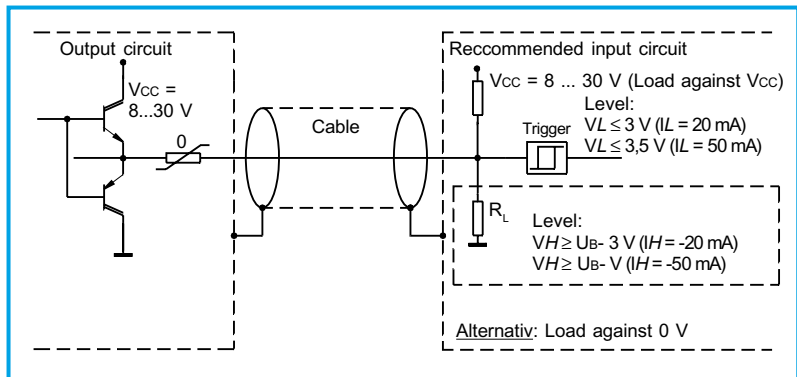 Output circuit
VCC =
8...30 V
0
Cable
Reccommended input circuit
VCC = 8 ... 30 V (Load against VCC)
Level:
VL ≤ 3 V (IL = 20 mA)
VL ≤ 3,5 V (IL = 50 mA)
Trigger
RL
Level:
VH ≥ UB- 3 V (IH = -20 mA)
VH ≥ UB- V (IH = -50 mA)
Alternativ: Load against 0 V